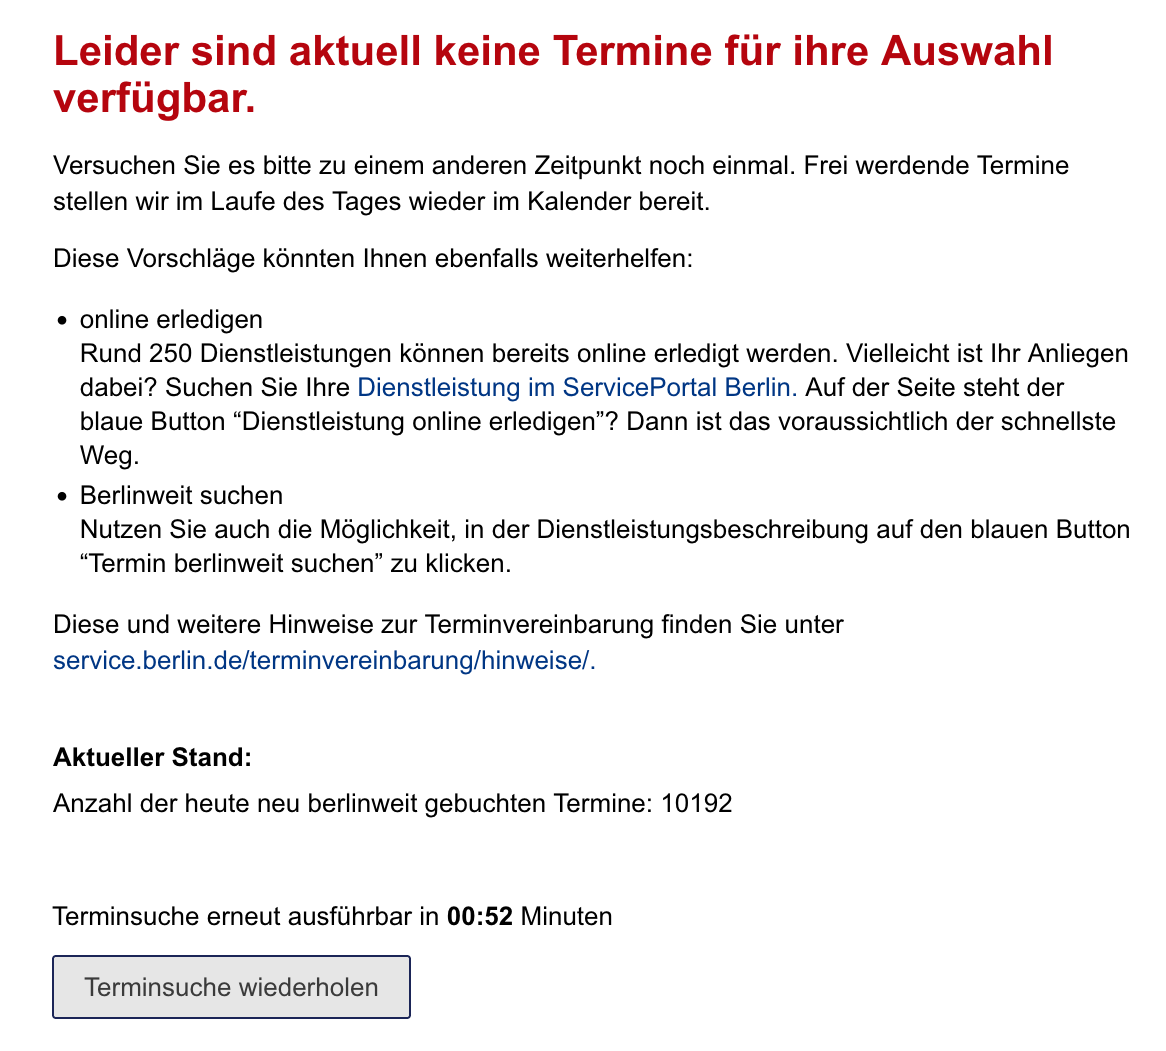 Leider sind aktuell keine Termine für ihre Auswahl
verfügbar.
Versuchen Sie es bitte zu einem anderen Zeitpunkt noch einmal. Frei werdende Termine
stellen wir im Laufe des Tages wieder im Kalender bereit.
Diese Vorschläge könnten Ihnen ebenfalls weiterhelfen:
• online erledigen
Rund 250 Dienstleistungen können bereits online erledigt werden. Vielleicht ist Ihr Anliegen
dabei? Suchen Sie Ihre Dienstleistung im ServicePortal Berlin. Auf der Seite steht der
blaue Button “Dienstleistung online erledigen”? Dann ist das voraussichtlich der schnellste
Weg.
• Berlinweit suchen
Nutzen Sie auch die Möglichkeit, in der Dienstleistungsbeschreibung auf den blauen Button
“Termin berlinweit suchen” zu klicken.
Diese und weitere Hinweise zur Terminvereinbarung finden Sie unter
service.berlin.de/terminvereinbarung/hinweise/.
Aktueller Stand:
Anzahl der heute neu berlinweit gebuchten Termine: 10192
Terminsuche erneut ausführbar in 00:52 Minuten
Terminsuche wiederholen